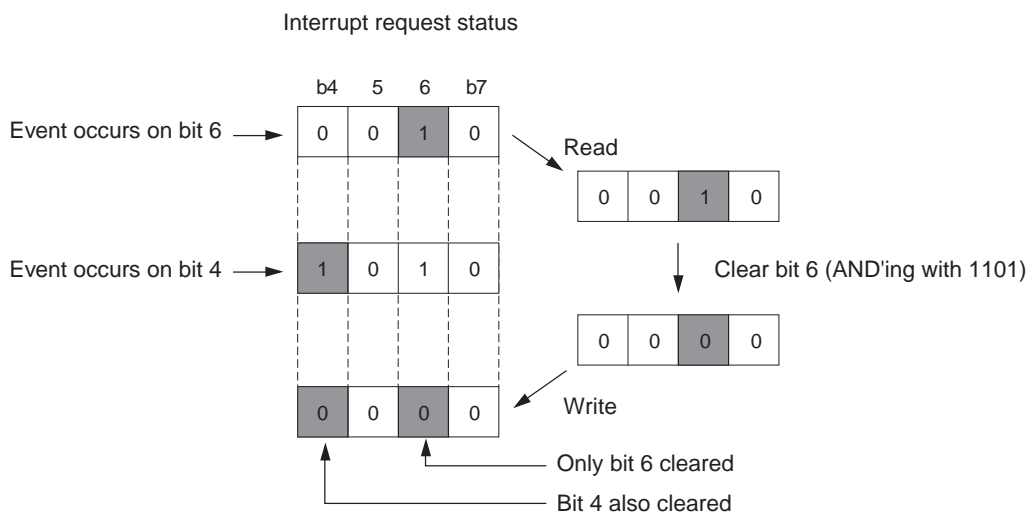 Interrupt request status
b4 5 6 b7
Event occurs on bit 6
0 0 1 0
Read
0 0 1 0
Event occurs on bit 4
1 0 1 0
Clear bit 6 (AND'ing with 1101)
0 0 0 0
0 0 0 0
Write
Only bit 6 cleared
Bit 4 also cleared